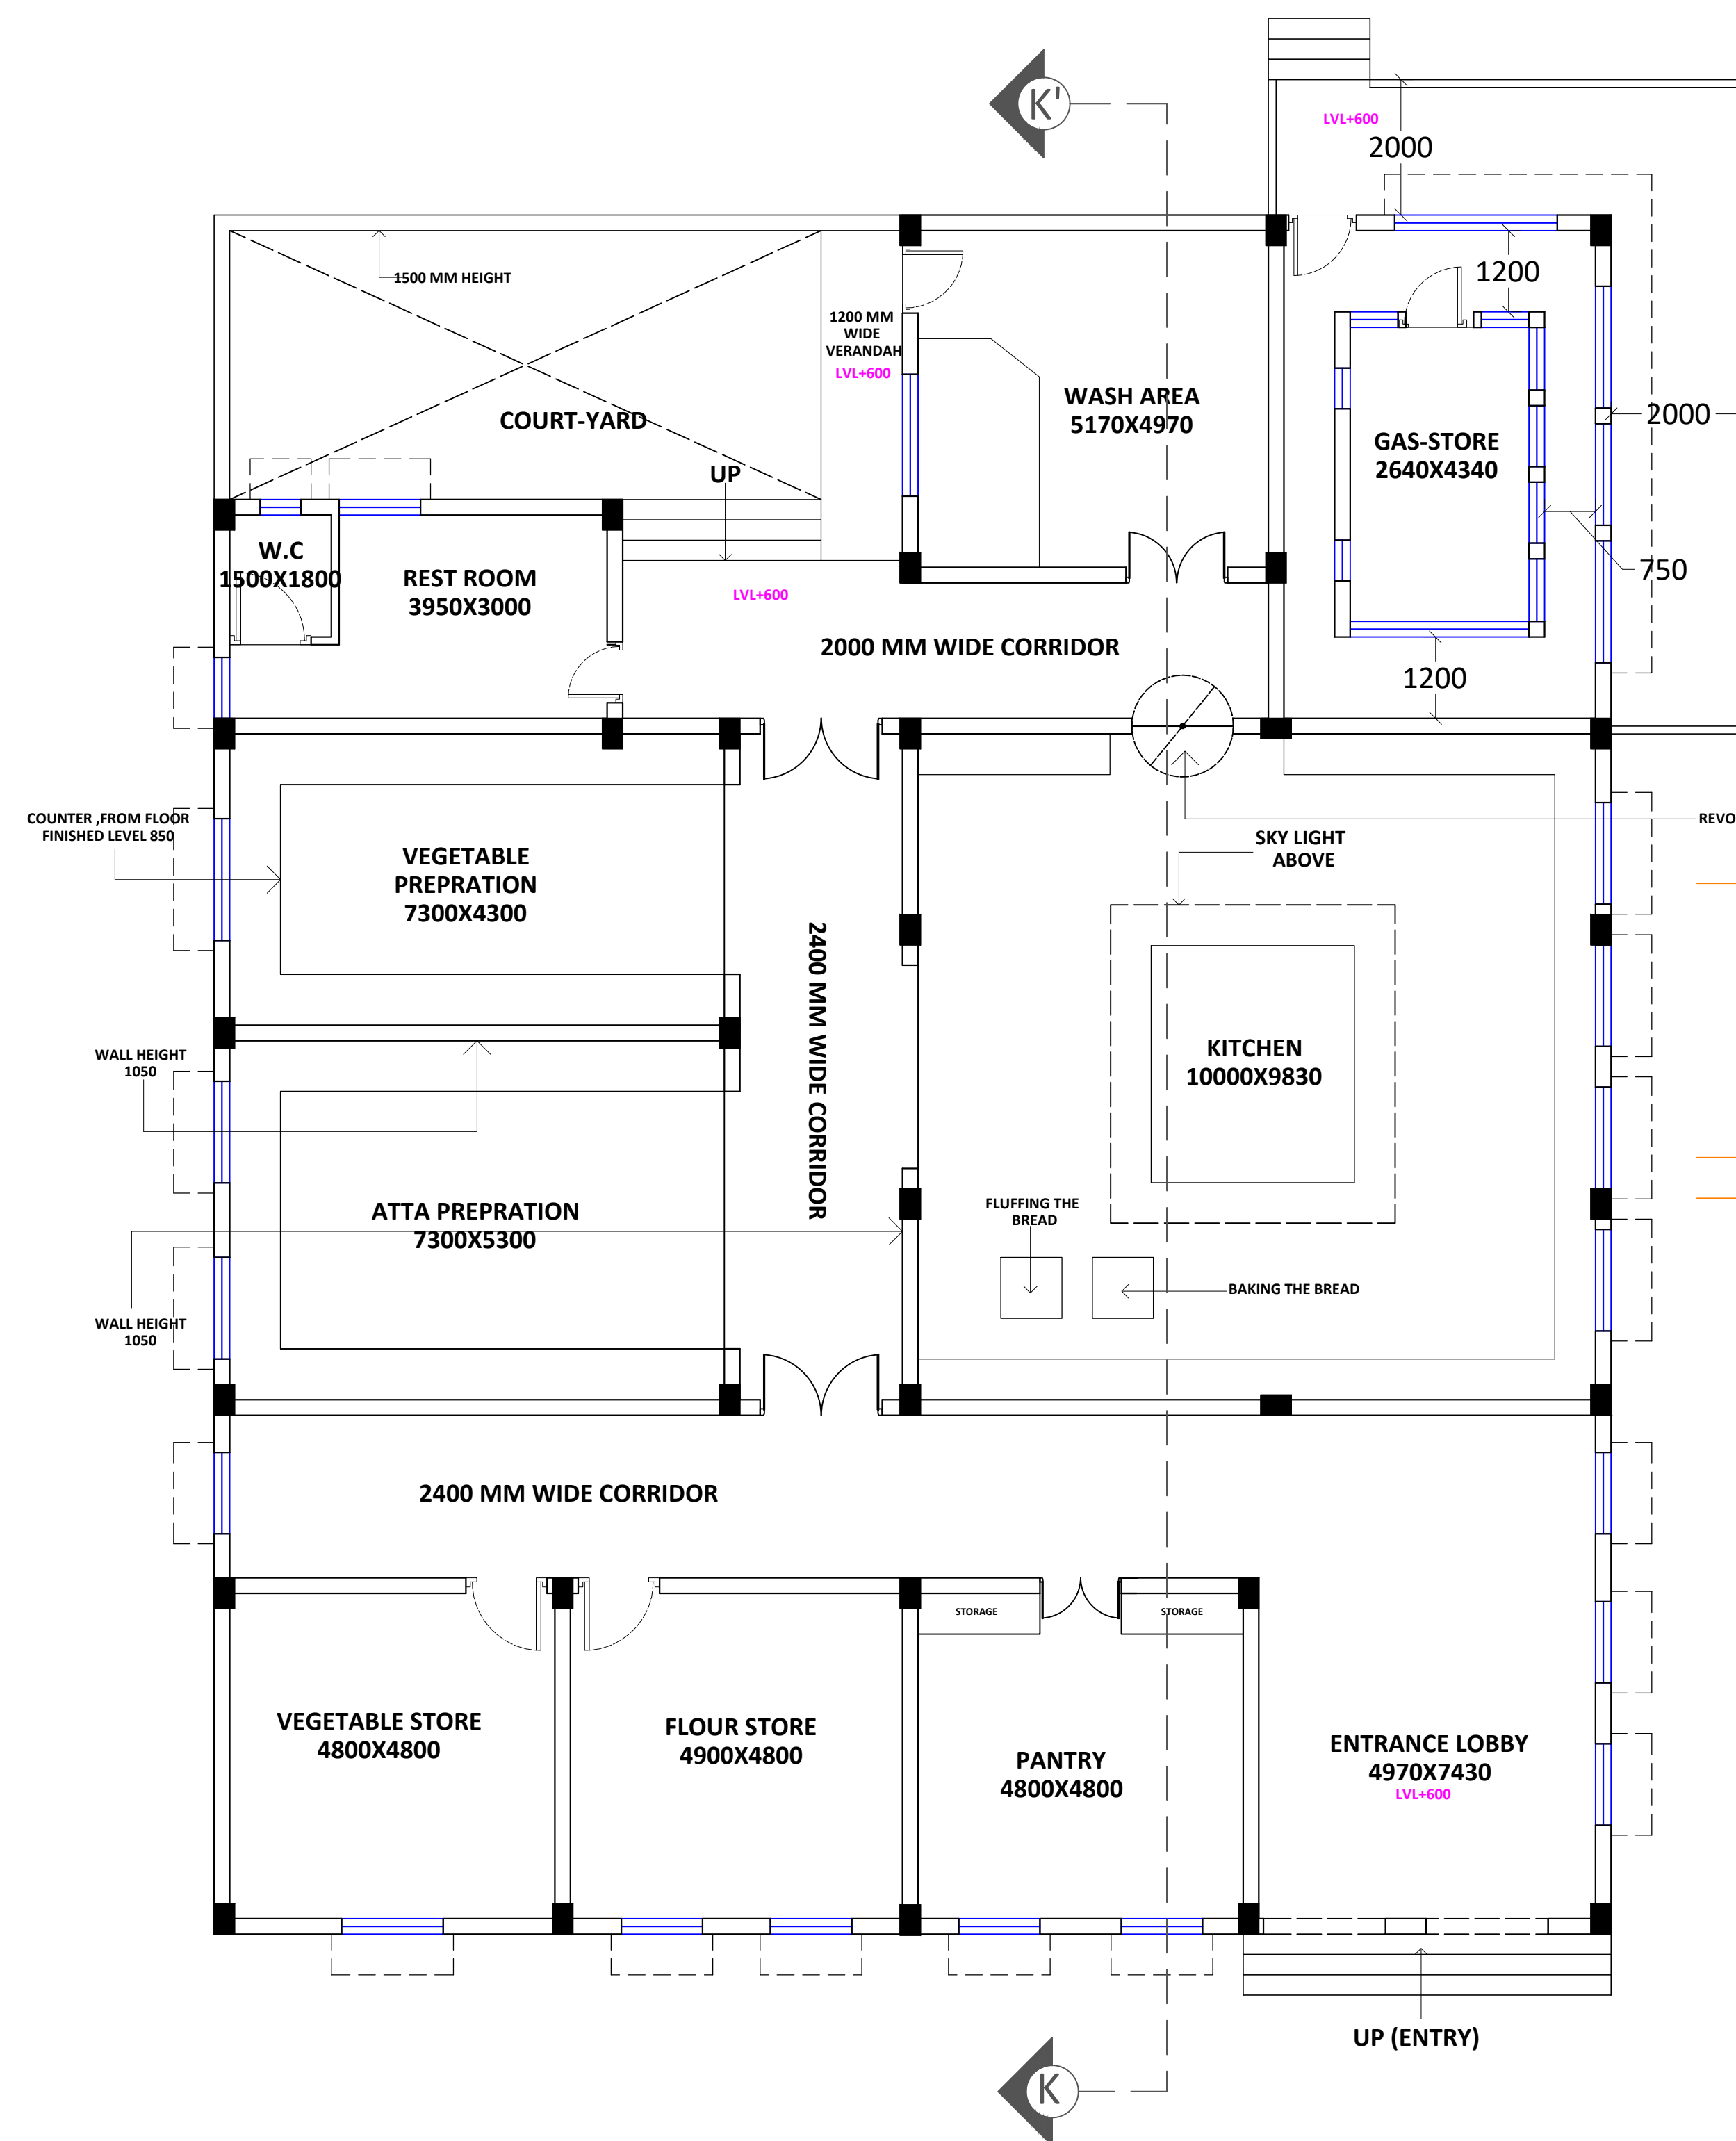 K'
LVL+600
2000
1500 MM HEIGHT
1200
1200 MM
WIDE
VERANDAH
LVL+600
WASH AREA
5170X4970
COURT-YARD
GAS-STORE
2640X4340
2000
UP
W.C
1500X1800
REST ROOM
3950X3000
750
LVL+600
2000 MM WIDE CORRIDOR
1200
COUNTER ,FROM FLOOR
FINISHED LEVEL 850
REVO
SKY LIGHT
ABOVE
VEGETABLE
PREPRATION
7300X4300
2400 MM WIDE CORRIDOR
KITCHEN
10000X9830
WALL HEIGHT
1050
ATTA PREPRATION
7300X5300
FLUFFING THE
BREAD
BAKING THE BREAD
WALL HEIGHT
1050
2400 MM WIDE CORRIDOR
STORAGE
STORAGE
VEGETABLE STORE
4800X4800
FLOUR STORE
4900X4800
PANTRY
4800X4800
ENTRANCE LOBBY
4970X7430
LVL+600
UP (ENTRY)
K